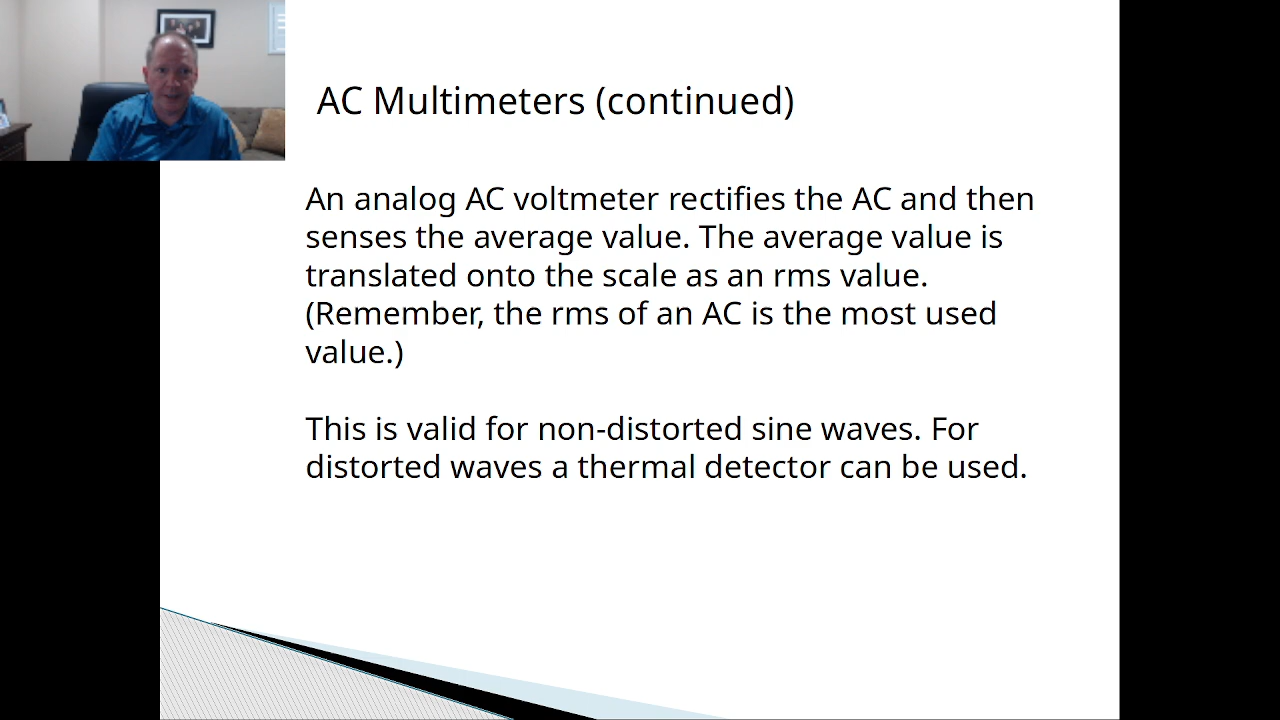 AC Multimeters (continued)
An analog AC voltmeter rectifies the AC and then
senses the average value. The average value is
translated onto the scale as an rms value.
(Remember, the rms of an AC is the most used
value.)
This is valid for non-distorted sine waves. For
distorted waves a thermal detector can be used.